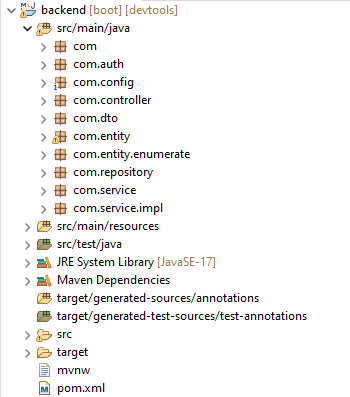 backend [boot] [devtools]
src/main/java
com
com.auth
com.config
com.controller
com.dto
com.entity
com.entity.enumerate
com.repository
com.service
com.service.impl
src/main/resources
src/test/java
JRE System Library [JavaSE-17]
Maven Dependencies
target/generated-sources/annotations
target/generated-test-sources/test-annotations
src
target
mvnw
pom.xml